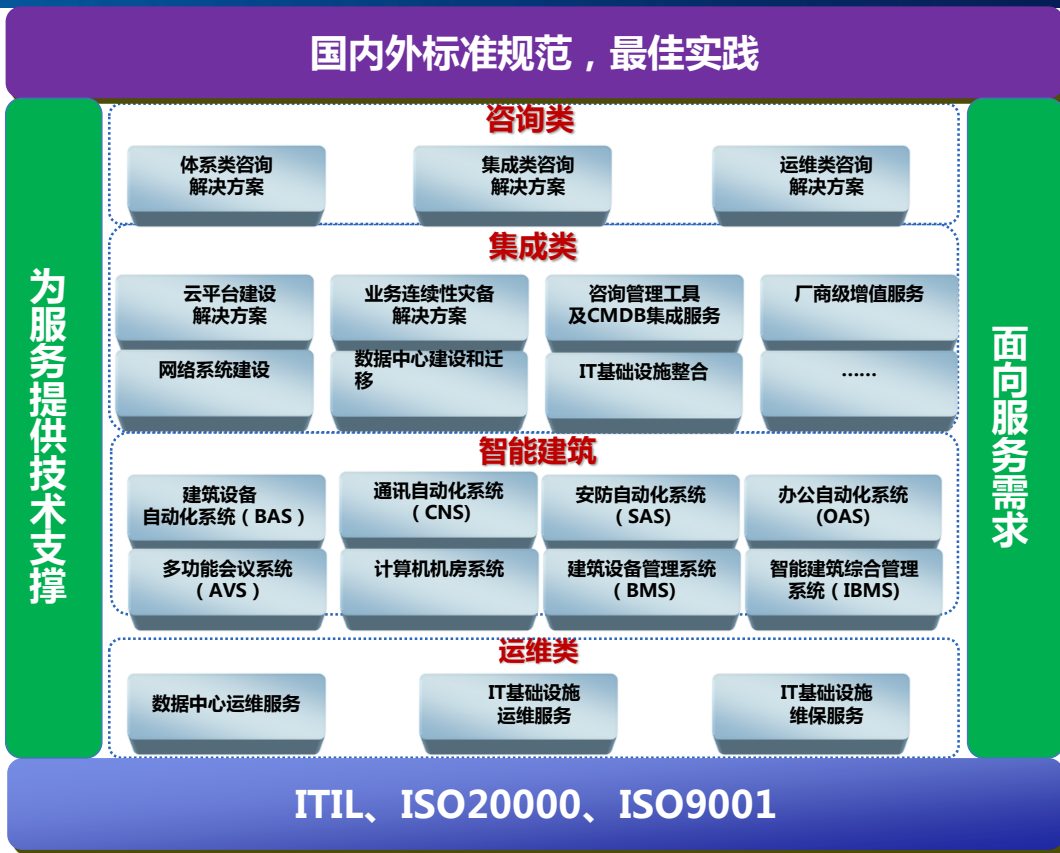 国内外标准规范，最佳实践
为服务提供技术支撑
咨询类
体系类咨询
解决方案
集成类咨询
解决方案
运维类咨询
解决方案
集成类
云平台建设
解决方案
业务连续性灾备
解决方案
咨询管理工具
及CMDB集成服务
厂商级增值服务
网络系统建设
数据中心建设和迁
移
IT基础设施整合
……
智能建筑
建筑设备
自动化系统（BAS）
通讯自动化系统
（CNS)
安防自动化系统
（SAS)
办公自动化系统
(OAS)
多功能会议系统
（AVS）
计算机机房系统
建筑设备管理系统
（BMS)
智能建筑综合管理
系统（IBMS)
运维类
数据中心运维服务
IT基础设施
运维服务
IT基础设施
维保服务
面向服务需求
ITIL、ISO20000、ISO9001